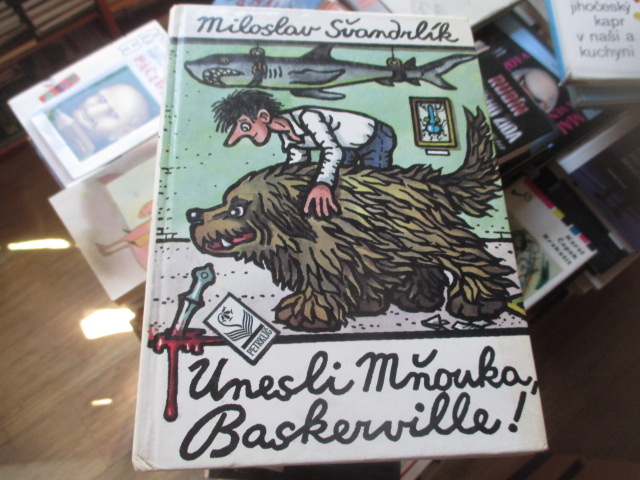 Miloslav Švandrlík
PETRKLÍČ
Unesli Mňouka,
Baskerville!
jihočeský
kapr
v naší a
kuchyni